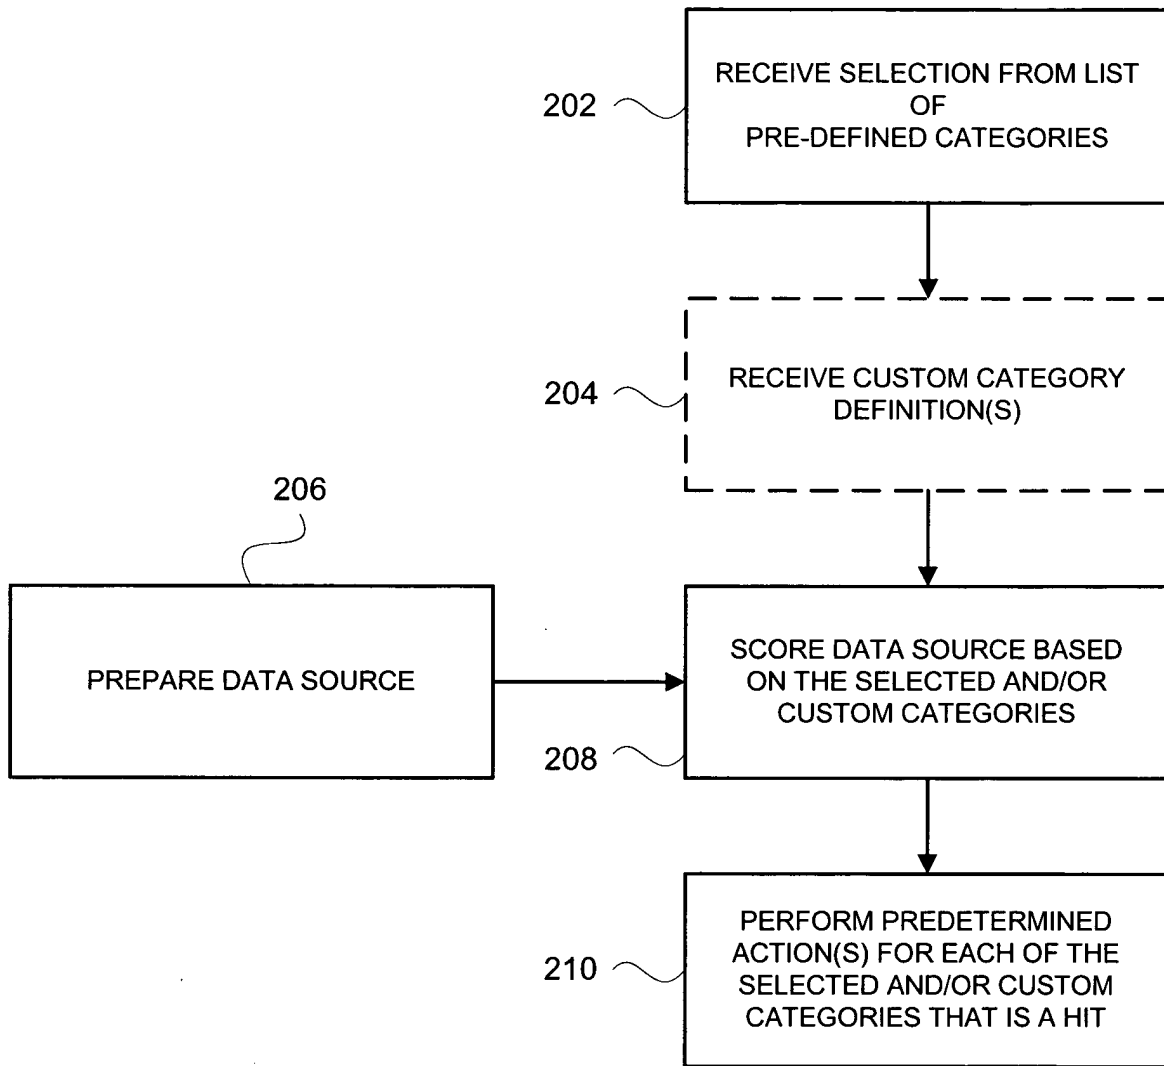 202
RECEIVE SELECTION FROM LIST
OF
PRE-DEFINED CATEGORIES
204
RECEIVE CUSTOM CATEGORY
DEFINITION(S)
206
PREPARE DATA SOURCE
208
SCORE DATA SOURCE BASED
ON THE SELECTED AND/OR
CUSTOM CATEGORIES
210
PERFORM PREDETERMINED
ACTION(S) FOR EACH OF THE
SELECTED AND/OR CUSTOM
CATEGORIES THAT IS A HIT